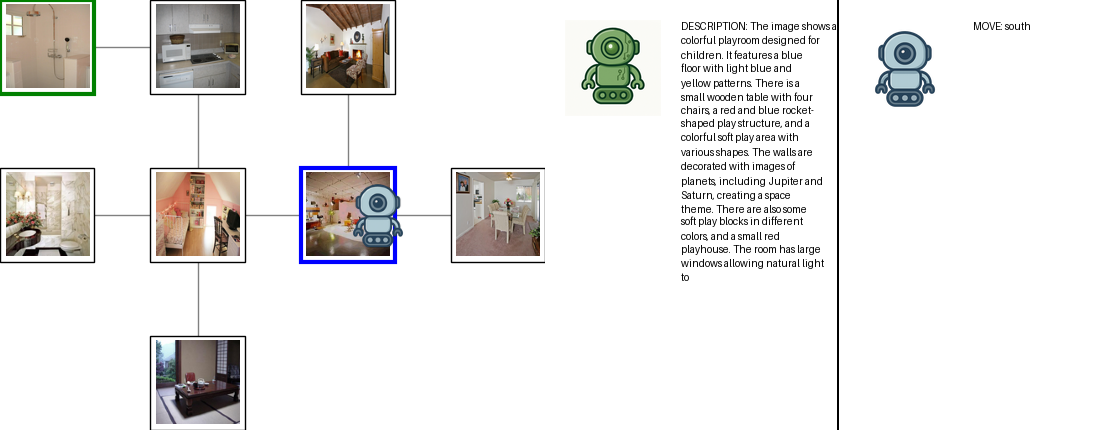 DESCRIPTION: The image shows a
colorful playroom designed for
children. It features a blue
floor with light blue and
yellow patterns. There is a
small wooden table with four
chairs, a red and blue rocket-
shaped play structure, and a
colorful soft play area with
various shapes. The walls are
decorated with images of
planets, including Jupiter and
Saturn, creating a space
theme. There are also some
soft play blocks in different
colors, and a small red
playhouse. The room has large
windows allowing natural light
to
MOVE: south